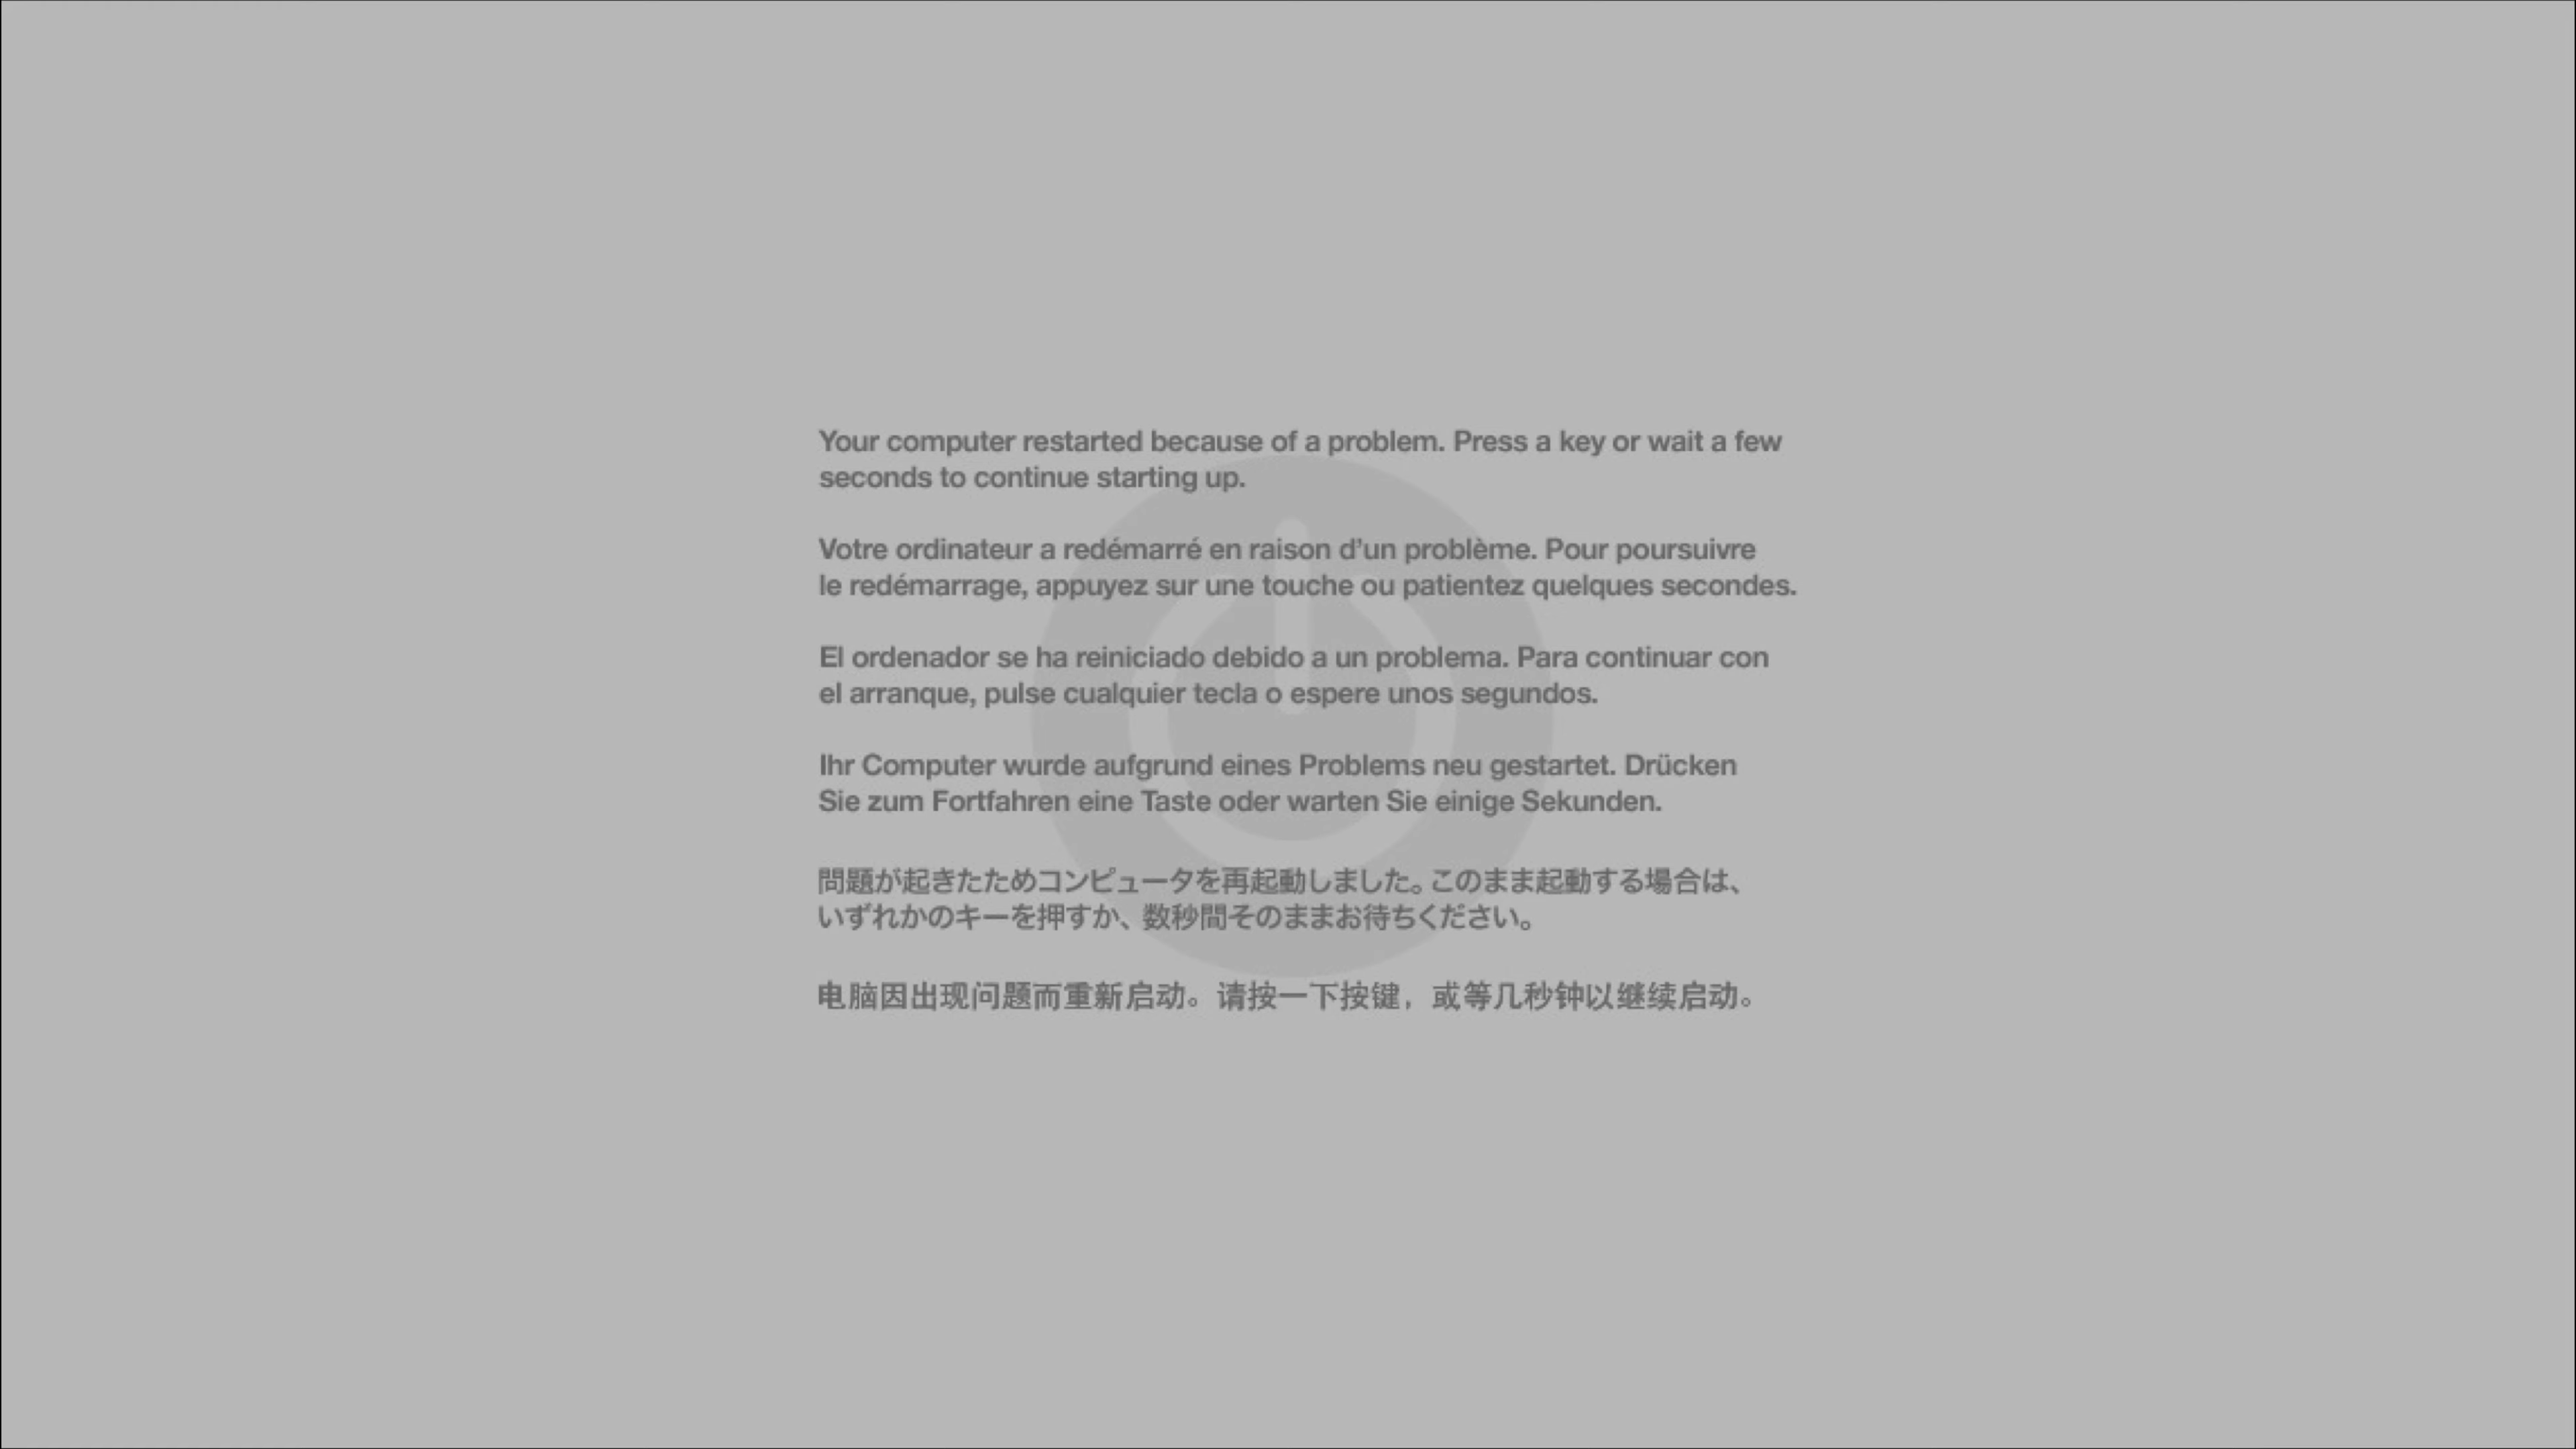 Your computer restarted because of a problem. Press a key or wait a few
seconds to continue starting up.
Votre ordinateur a redémarré en raison d’un problème. Pour poursuivre
le redémarrage, appuyez sur une touche ou patientez quelques secondes.
El ordenador se ha reiniciado debido a un problema. Para continuar con
el arranque, pulse cualquier tecla o espere unos segundos.
Ihr Computer wurde aufgrund eines Problems neu gestartet. Drücken
Sie zum Fortfahren eine Taste oder warten Sie einige Sekunden.
問題が起きたためコンピュータを再起動しました。このまま起動する場合は、
いずれかのキーを押すか、数秒間そのままお待ちください。
电脑因出现问题而重新启动。请按一下按键，或等几秒钟以继续启动。